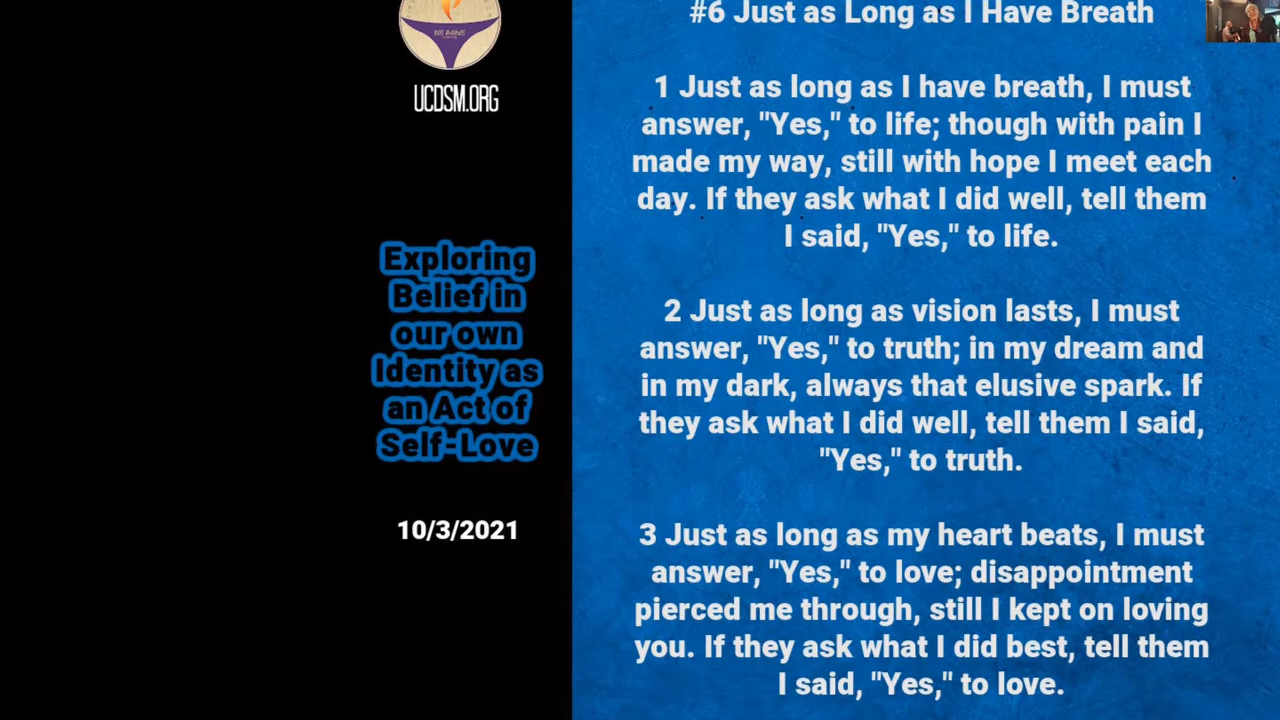 UCDSM.ORG
Exploring
Belief in
our own
Identity as
an Act of
Self-Love
10/3/2021
#6 Just as Long as I Have Breath
1 Just as long as I have breath, I must
answer, "Yes," to life; though with pain I
made my way, still with hope I meet each
day. If they ask what I did well, tell them
I said, "Yes," to life.
2 Just as long as vision lasts, I must
answer, "Yes," to truth; in my dream and
in my dark, always that elusive spark. If
they ask what I did well, tell them I said,
"Yes," to truth.
3 Just as long as my heart beats, I must
answer, "Yes," to love; disappointment
pierced me through, still I kept on loving
you. If they ask what I did best, tell them
I said, "Yes," to love.